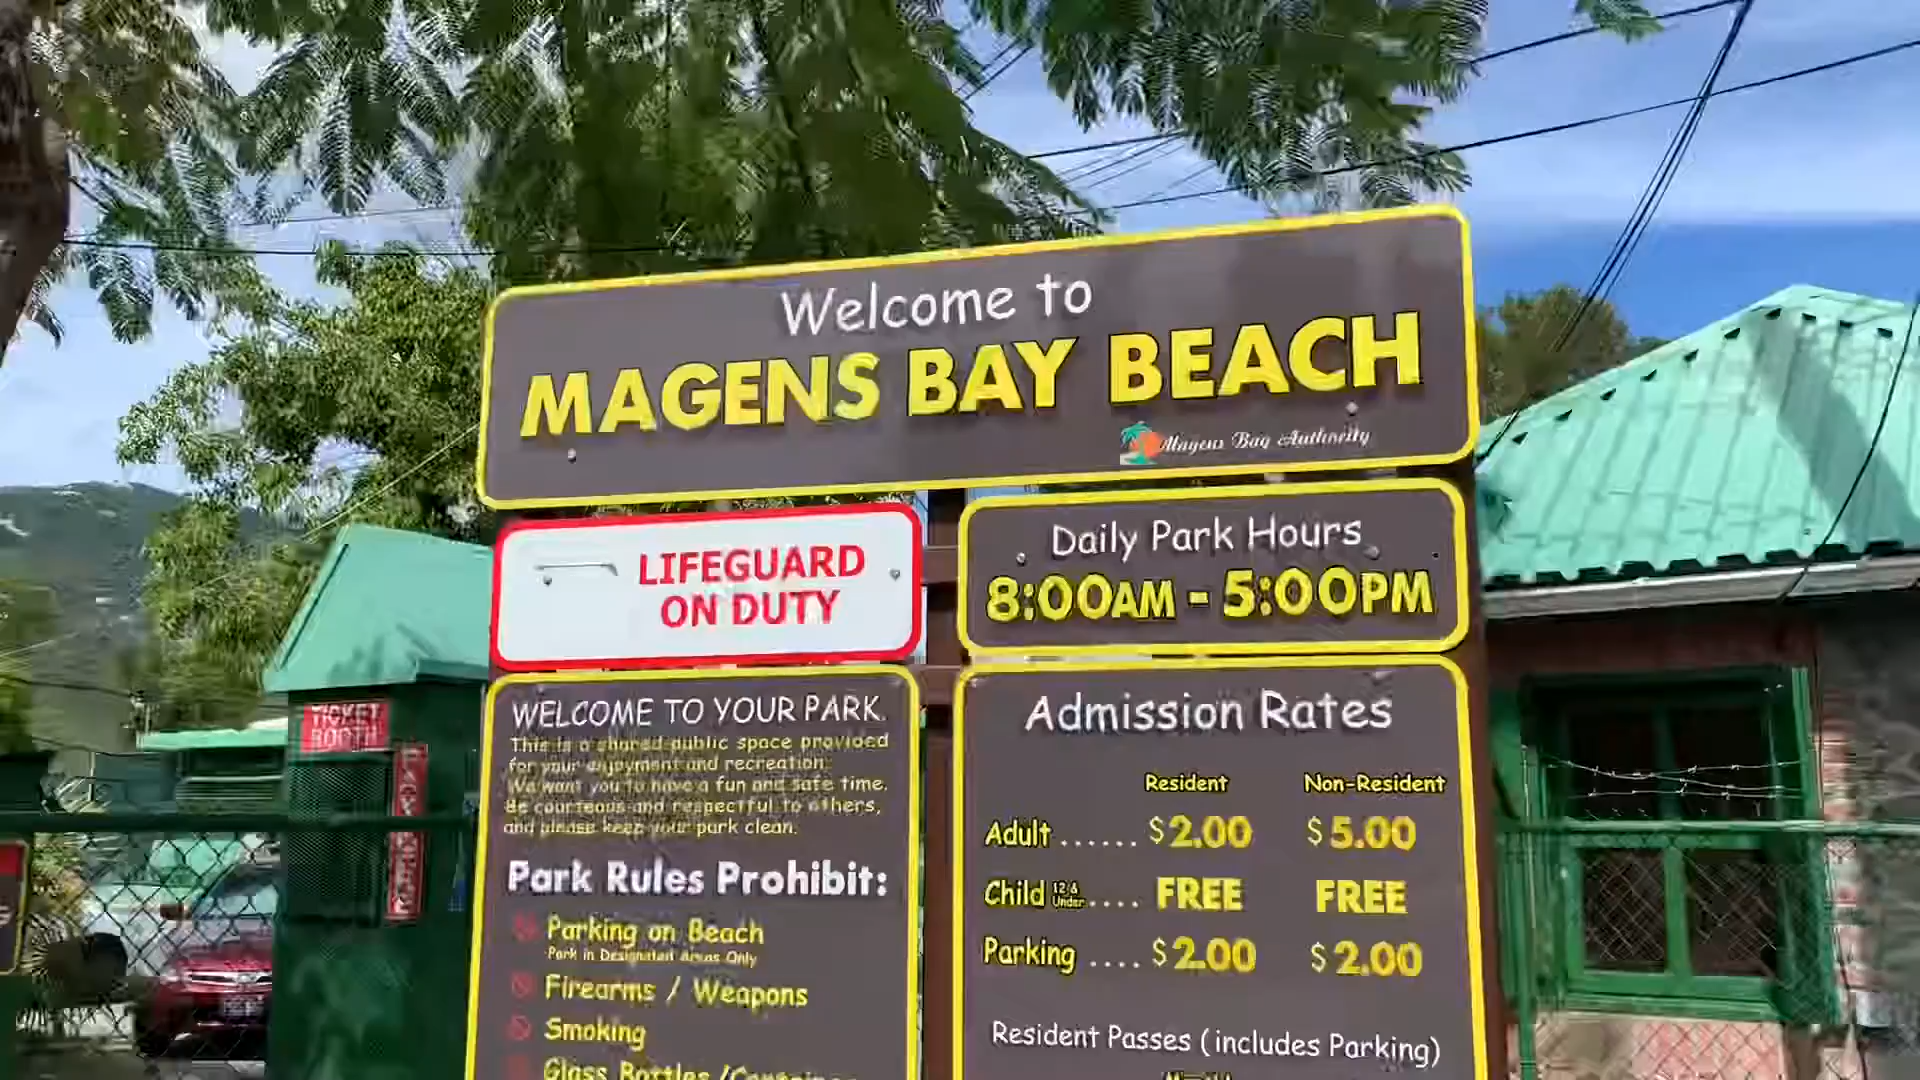 Welcome to
MAGENS BAY BEACH
Magens Bay Authority
LIFEGUARD
ON DUTY
Daily Park Hours
8:00AM - 5:00PM
WELCOME TO YOUR PARK.
This is a shared public space provided
for your enjoyment and recreation.
We want you to have a fun and safe time.
Be courteous and respectful to others,
and please keep your park clean.
Park Rules Prohibit:
Parking on Beach
Park in Designated Areas Only
Firearms / Weapons
Smoking
Glass Bottles /
Admission Rates
Resident Non-Resident
Adult ...... $2.00 $5.00
Child 12 & Under .... FREE FREE
Parking .... $2.00 $2.00
Resident Passes (includes Parking)
TICKET
BOOTH